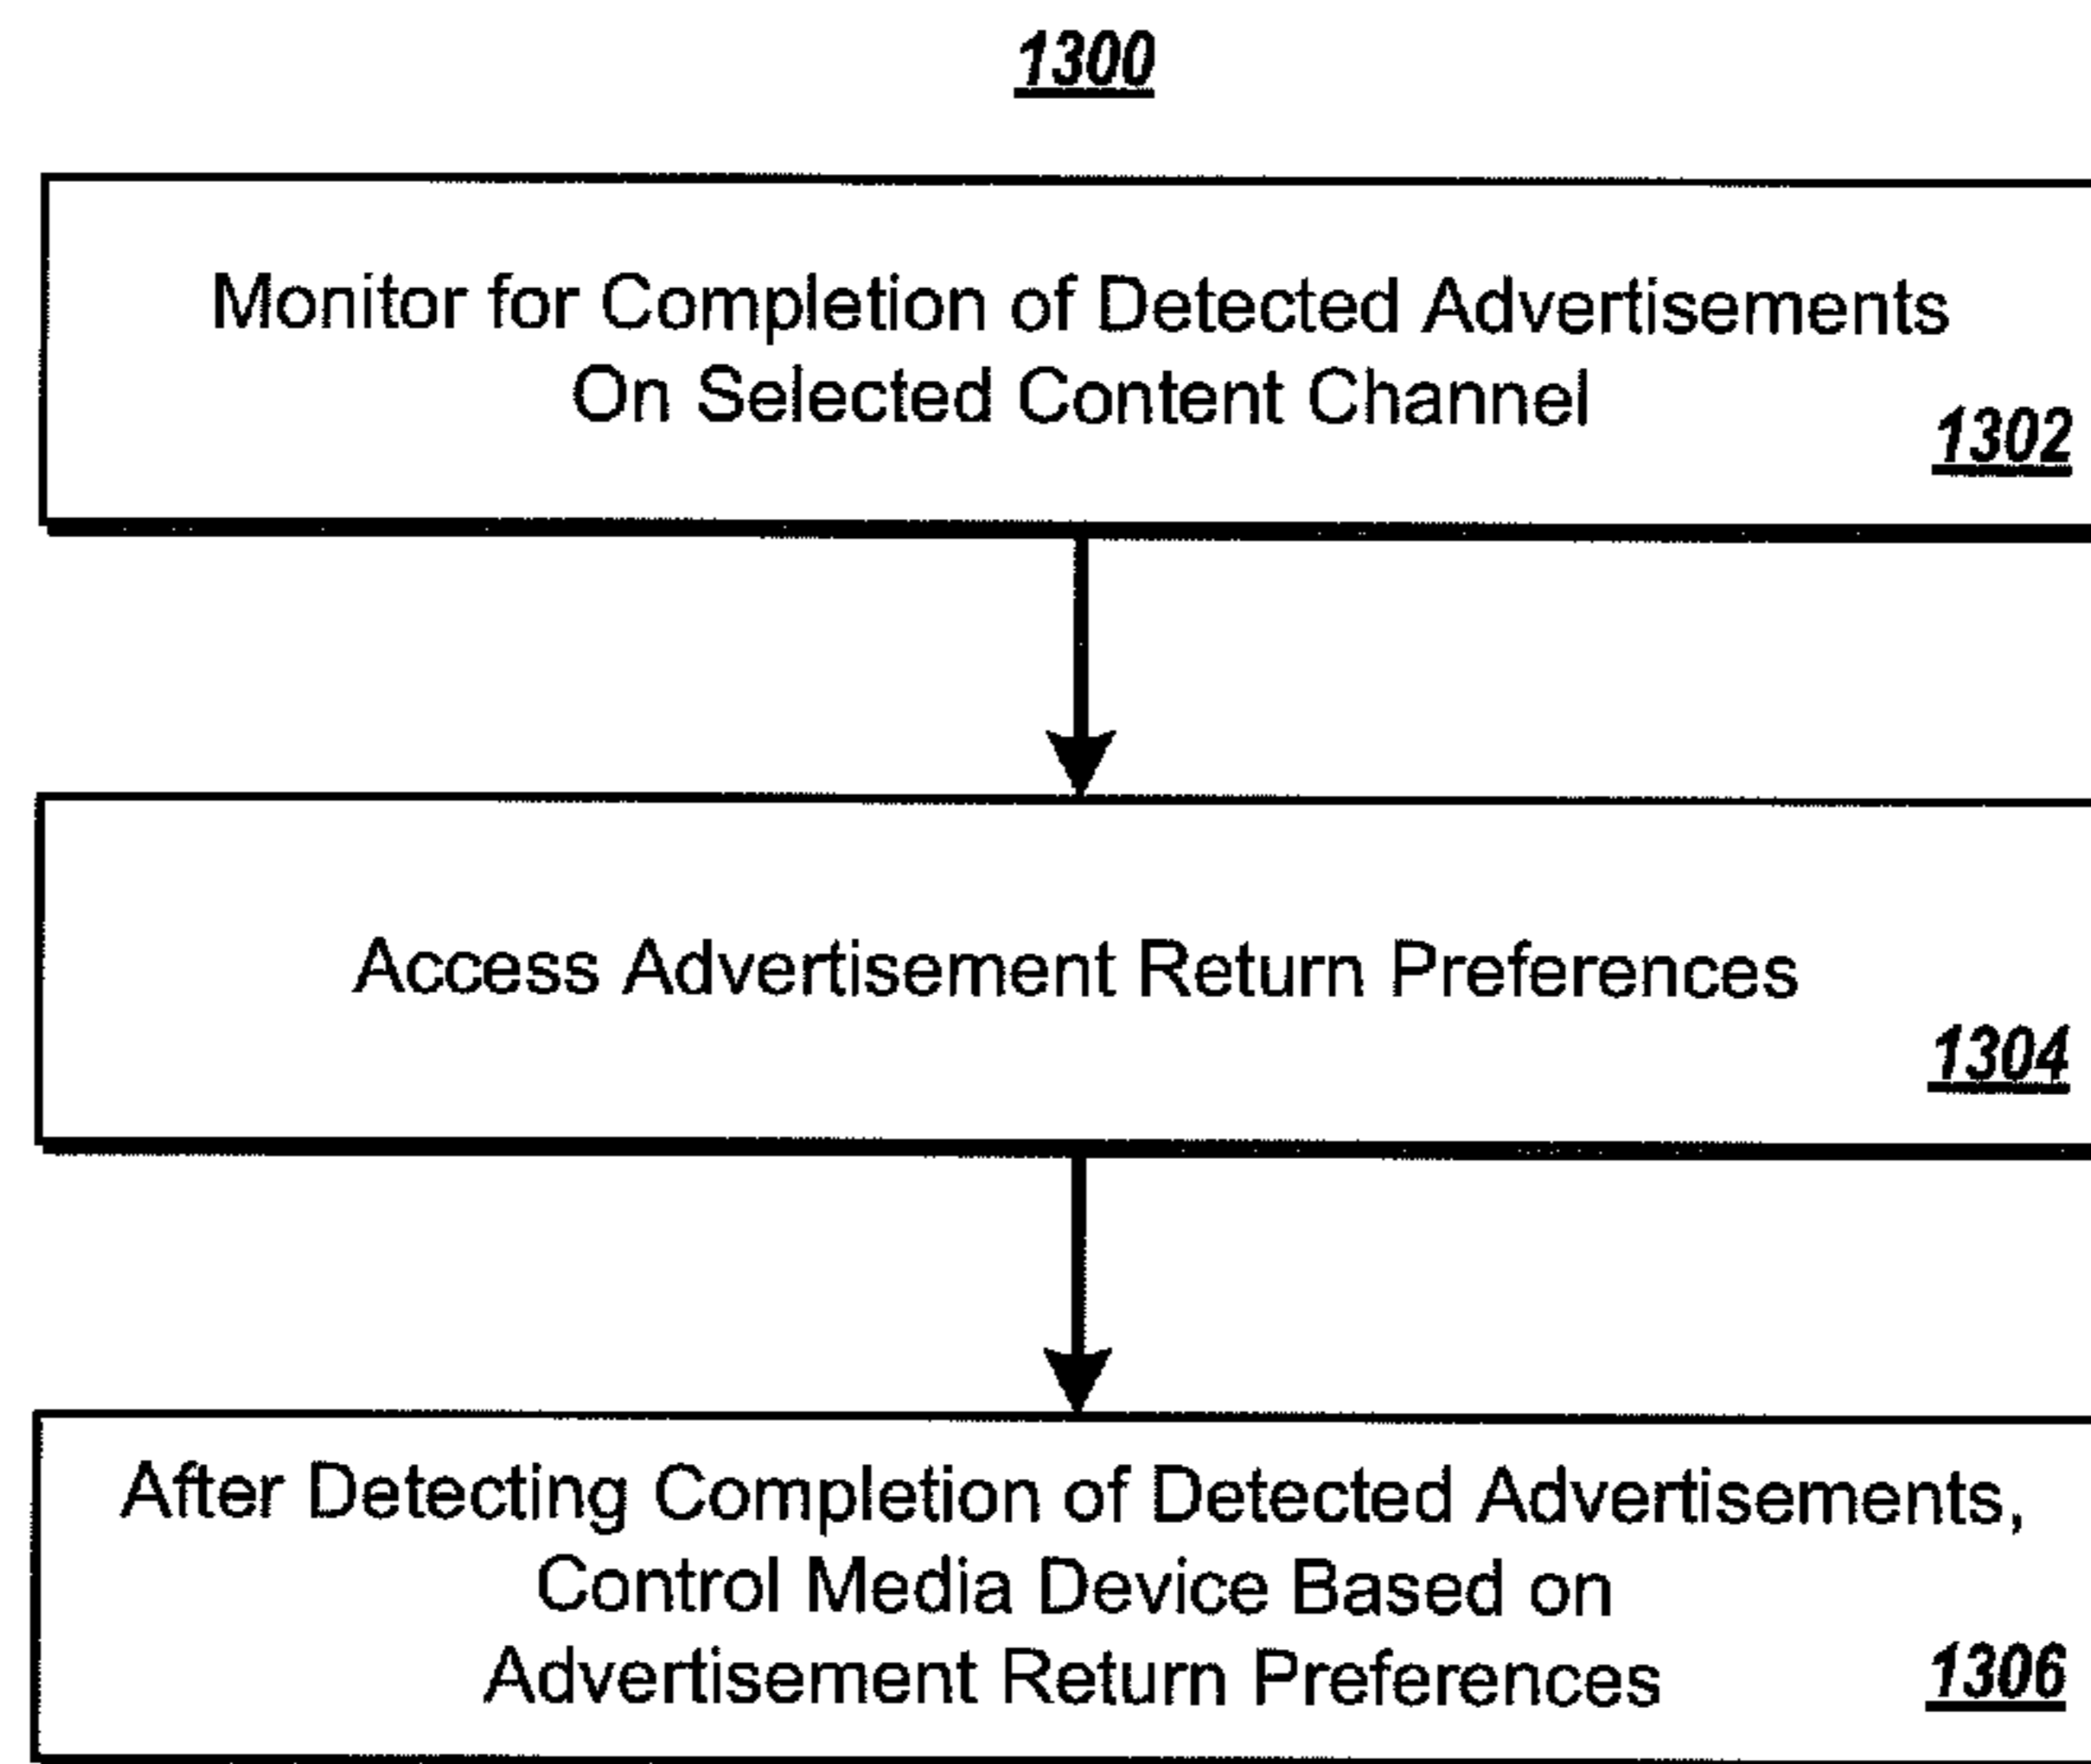 1300
Monitor for Completion of Detected Advertisements
On Selected Content Channel
1302
Access Advertisement Return Preferences
1304
After Detecting Completion of Detected Advertisements,
Control Media Device Based on
Advertisement Return Preferences
1306